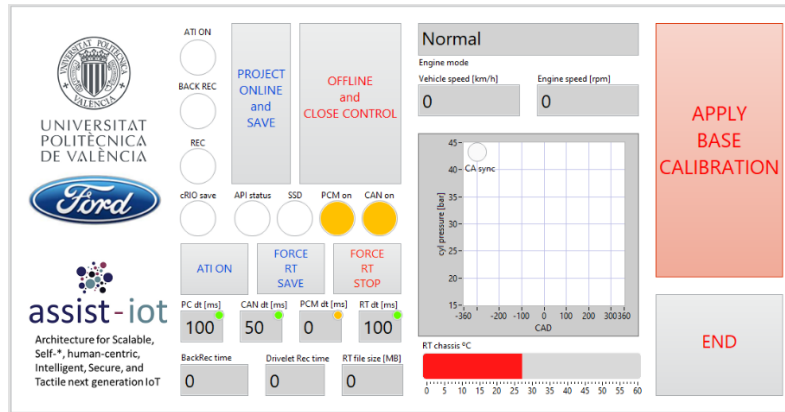 UNIVERSITAT POLITÈCNICA VALÈNCIA
UNIVERSITAT
POLITÈCNICA
DE VALÈNCIA
Ford
assist-iot
Architecture for Scalable,
Self-*, human-centric,
Intelligent, Secure, and
Tactile next generation IoT
ATI ON
BACK REC
REC
PROJECT
ONLINE
and
SAVE
OFFLINE
and
CLOSE CONTROL
cRIO save
API status
SSD
PCM on
CAN on
ATI ON
FORCE
RT
SAVE
FORCE
RT
STOP
PC dt [ms]
CAN dt [ms]
PCM dt [ms]
RT dt [ms]
100
50
0
100
BackRec time
Drivelet Rec time
RT file size [MB]
0
0
0
Normal
Engine mode
Vehicle speed [km/h]
Engine speed [rpm]
0
0
CA sync
cyl pressure [bar]
45
40
35
30
25
20
15
-360
-200
-100
0
100
200
300
360
CAD
RT chassis ºC
0
5
10
15
20
25
30
35
40
45
50
55
60
APPLY
BASE
CALIBRATION
END